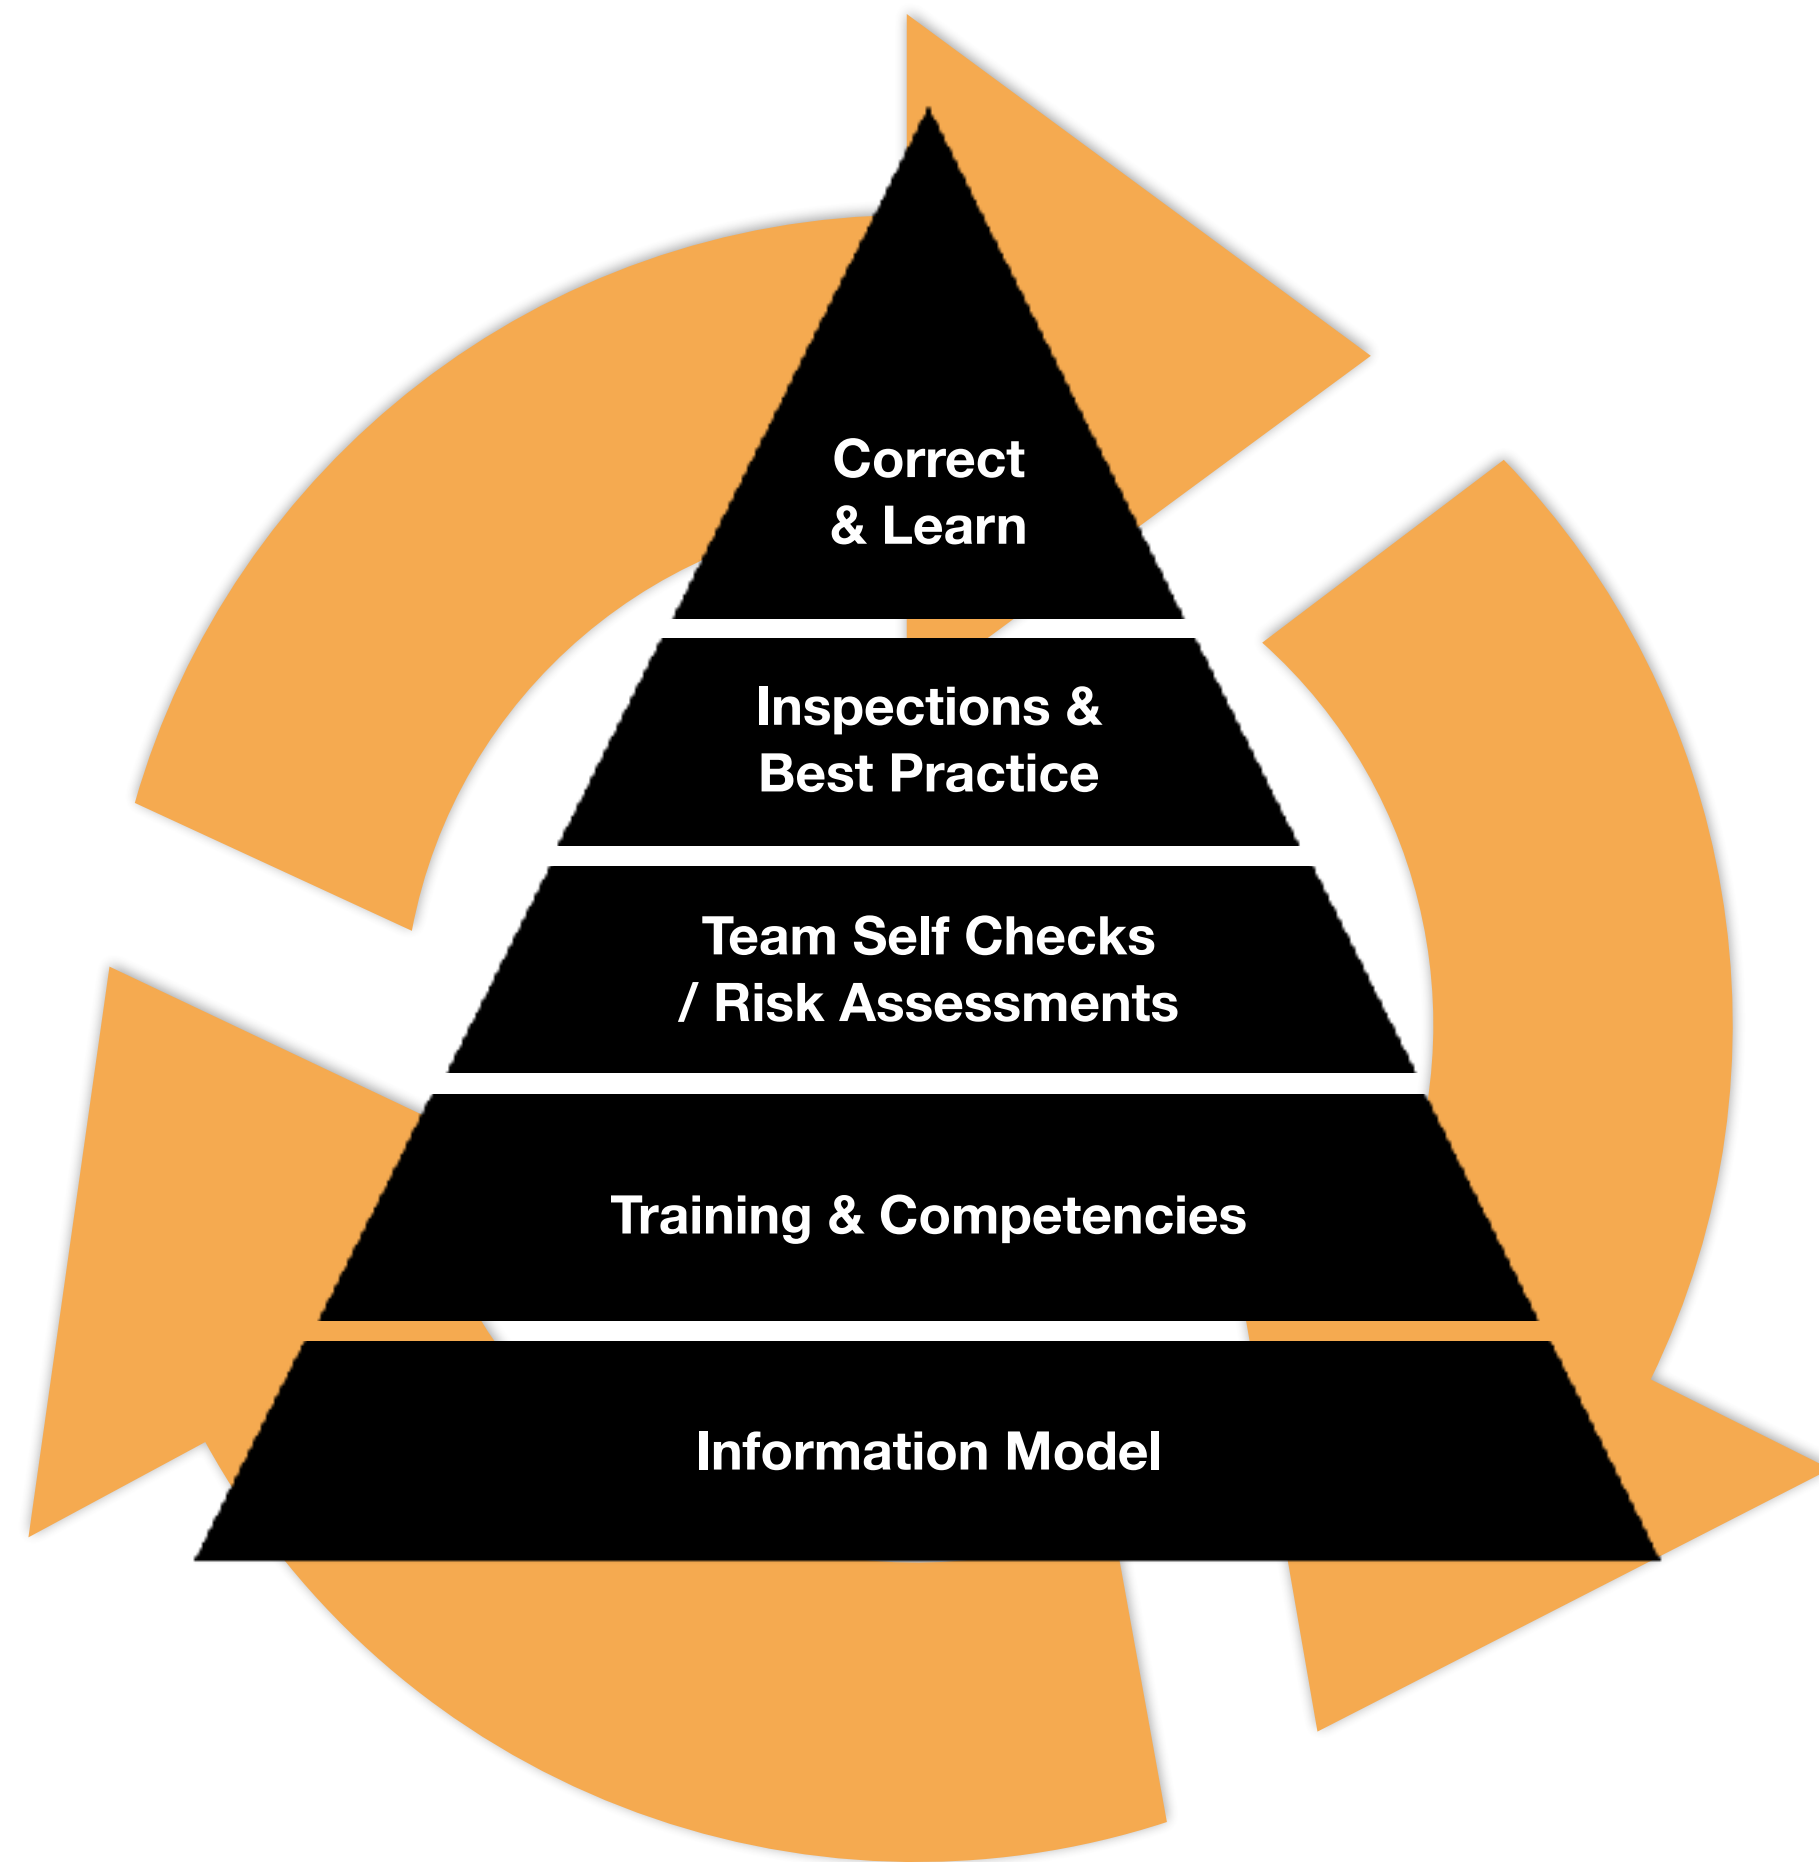 Correct
& Learn
Inspections &
Best Practice
Team Self Checks
/ Risk Assessments
Training & Competencies
Information Model